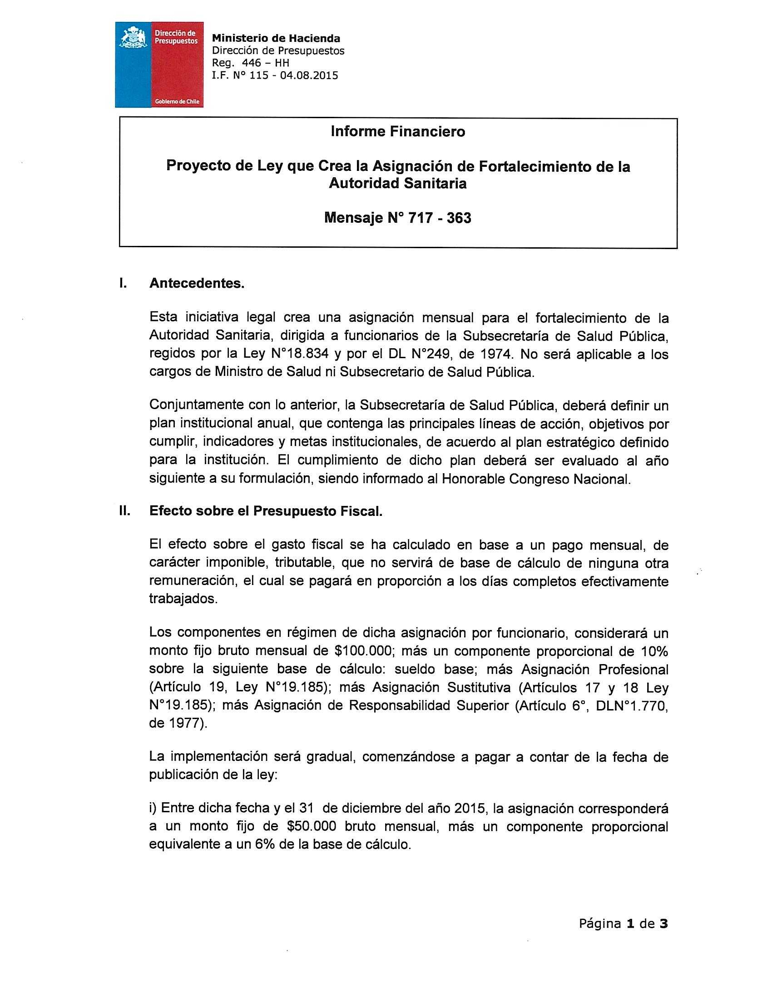 Dirección de
Presupuestos
Gobierno de Chile
Ministerio de Hacienda
Dirección de Presupuestos
Reg.  446 – HH
I.F. N° 115 - 04.08.2015
Informe Financiero
Proyecto de Ley que Crea la Asignación de Fortalecimiento de la
Autoridad Sanitaria
Mensaje N° 717 - 363
I. Antecedentes.
Esta iniciativa legal crea una asignación mensual para el fortalecimiento de la
Autoridad Sanitaria, dirigida a funcionarios de la Subsecretaría de Salud Pública,
regidos por la Ley N°18.834 y por el DL N°249, de 1974. No será aplicable a los
cargos de Ministro de Salud ni Subsecretario de Salud Pública.
Conjuntamente con lo anterior, la Subsecretaría de Salud Pública, deberá definir un
plan institucional anual, que contenga las principales líneas de acción, objetivos por
cumplir, indicadores y metas institucionales, de acuerdo al plan estratégico definido
para la institución. El cumplimiento de dicho plan deberá ser evaluado al año
siguiente a su formulación, siendo informado al Honorable Congreso Nacional.
II. Efecto sobre el Presupuesto Fiscal.
El efecto sobre el gasto fiscal se ha calculado en base a un pago mensual, de
carácter imponible, tributable, que no servirá de base de cálculo de ninguna otra
remuneración, el cual se pagará en proporción a los días completos efectivamente
trabajados.
Los componentes en régimen de dicha asignación por funcionario, considerará un
monto fijo bruto mensual de $100.000; más un componente proporcional de 10%
sobre la siguiente base de cálculo: sueldo base; más Asignación Profesional
(Artículo 19, Ley N°19.185); más Asignación Sustitutiva (Artículos 17 y 18 Ley
N°19.185); más Asignación de Responsabilidad Superior (Artículo 6°, DLN°1.770,
de 1977).
La implementación será gradual, comenzándose a pagar a contar de la fecha de
publicación de la ley:
i) Entre dicha fecha y el 31  de diciembre del año 2015, la asignación corresponderá
a un monto fijo de $50.000 bruto mensual, más un componente proporcional
equivalente a un 6% de la base de cálculo.
Página 1 de 3